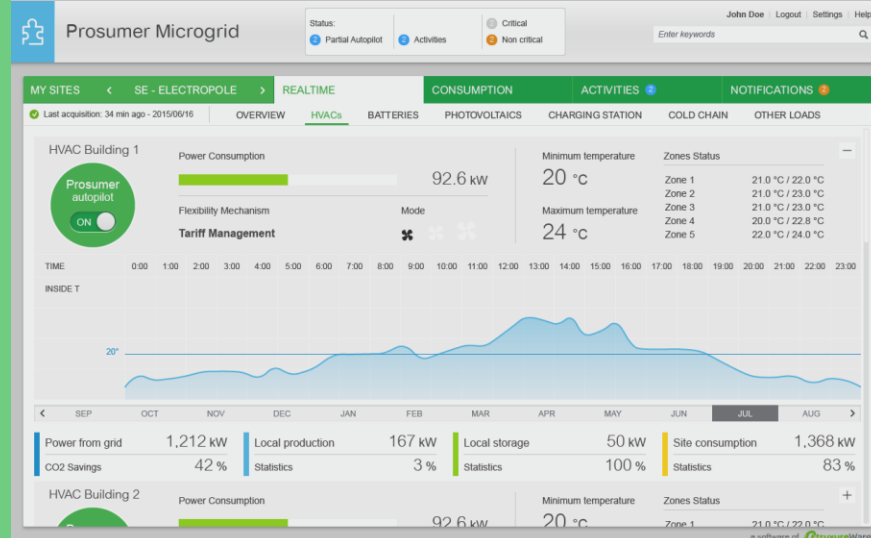 John Doe Logout Settings Help
Prosumer Microgrid
Status:
2 Partial Autopilot 2 Activities
2 Critical
2 Non critical
Enter keywords
MY SITES < SE - ELECTROPOLE > REALTIME CONSUMPTION ACTIVITIES 2 NOTIFICATIONS 2
Last acquisition: 34 min ago - 2015/06/16 OVERVIEW HVACs BATTERIES PHOTOVOLTAICS CHARGING STATION COLD CHAIN OTHER LOADS
HVAC Building 1
Prosumer
autopilot
ON
Power Consumption
92.6 kW
Flexibility Mechanism Mode
Tariff Management
Minimum temperature
20 °C
Maximum temperature
24 °C
Zones Status
Zone 1 21.0 °C / 22.0 °C
Zone 2 21.0 °C / 23.0 °C
Zone 3 21.0 °C / 23.0 °C
Zone 4 20.0 °C / 22.8 °C
Zone 5 22.0 °C / 24.0 °C
TIME 0:00 1:00 2:00 3:00 4:00 5:00 6:00 7:00 8:00 9:00 10:00 11:00 12:00 13:00 14:00 15:00 16:00 17:00 18:00 19:00 20:00 21:00 22:00 23:00
INSIDE T
20°
< SEP OCT NOV DEC JAN FEB MAR APR MAY JUN JUL AUG >
Power from grid 1,212 kW Local production 167 kW Local storage 50 kW Site consumption 1,368 kW
CO2 Savings 42 % Statistics 3 % Statistics 100 % Statistics 83 %
HVAC Building 2 Power Consumption Minimum temperature Zones Status
92.6 kW 20 °C Zone 1 21.0 °C / 22.0 °C
a software of StruxureWare